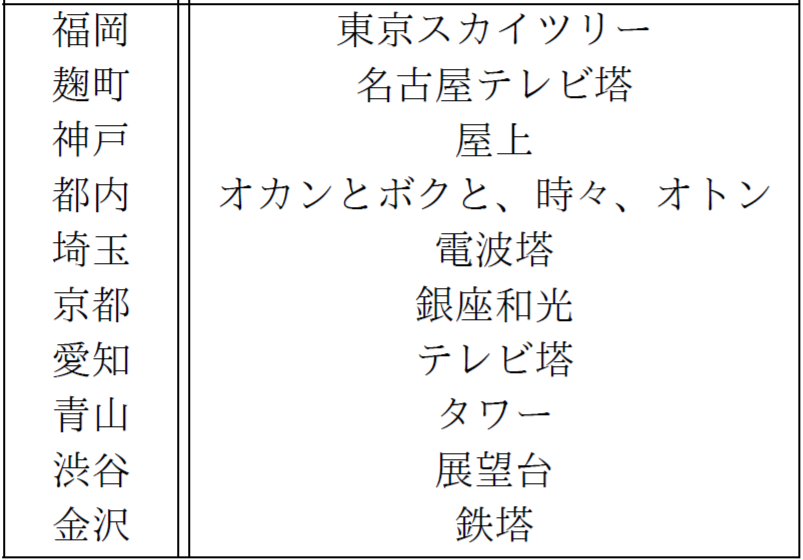 福岡 東京スカイツリー
麹町 名古屋テレビ塔
神戸 屋上
都内 オカンとボクと、時々、オトン
埼玉 電波塔
京都 銀座和光
愛知 テレビ塔
青山 タワー
渋谷 展望台
金沢 鉄塔